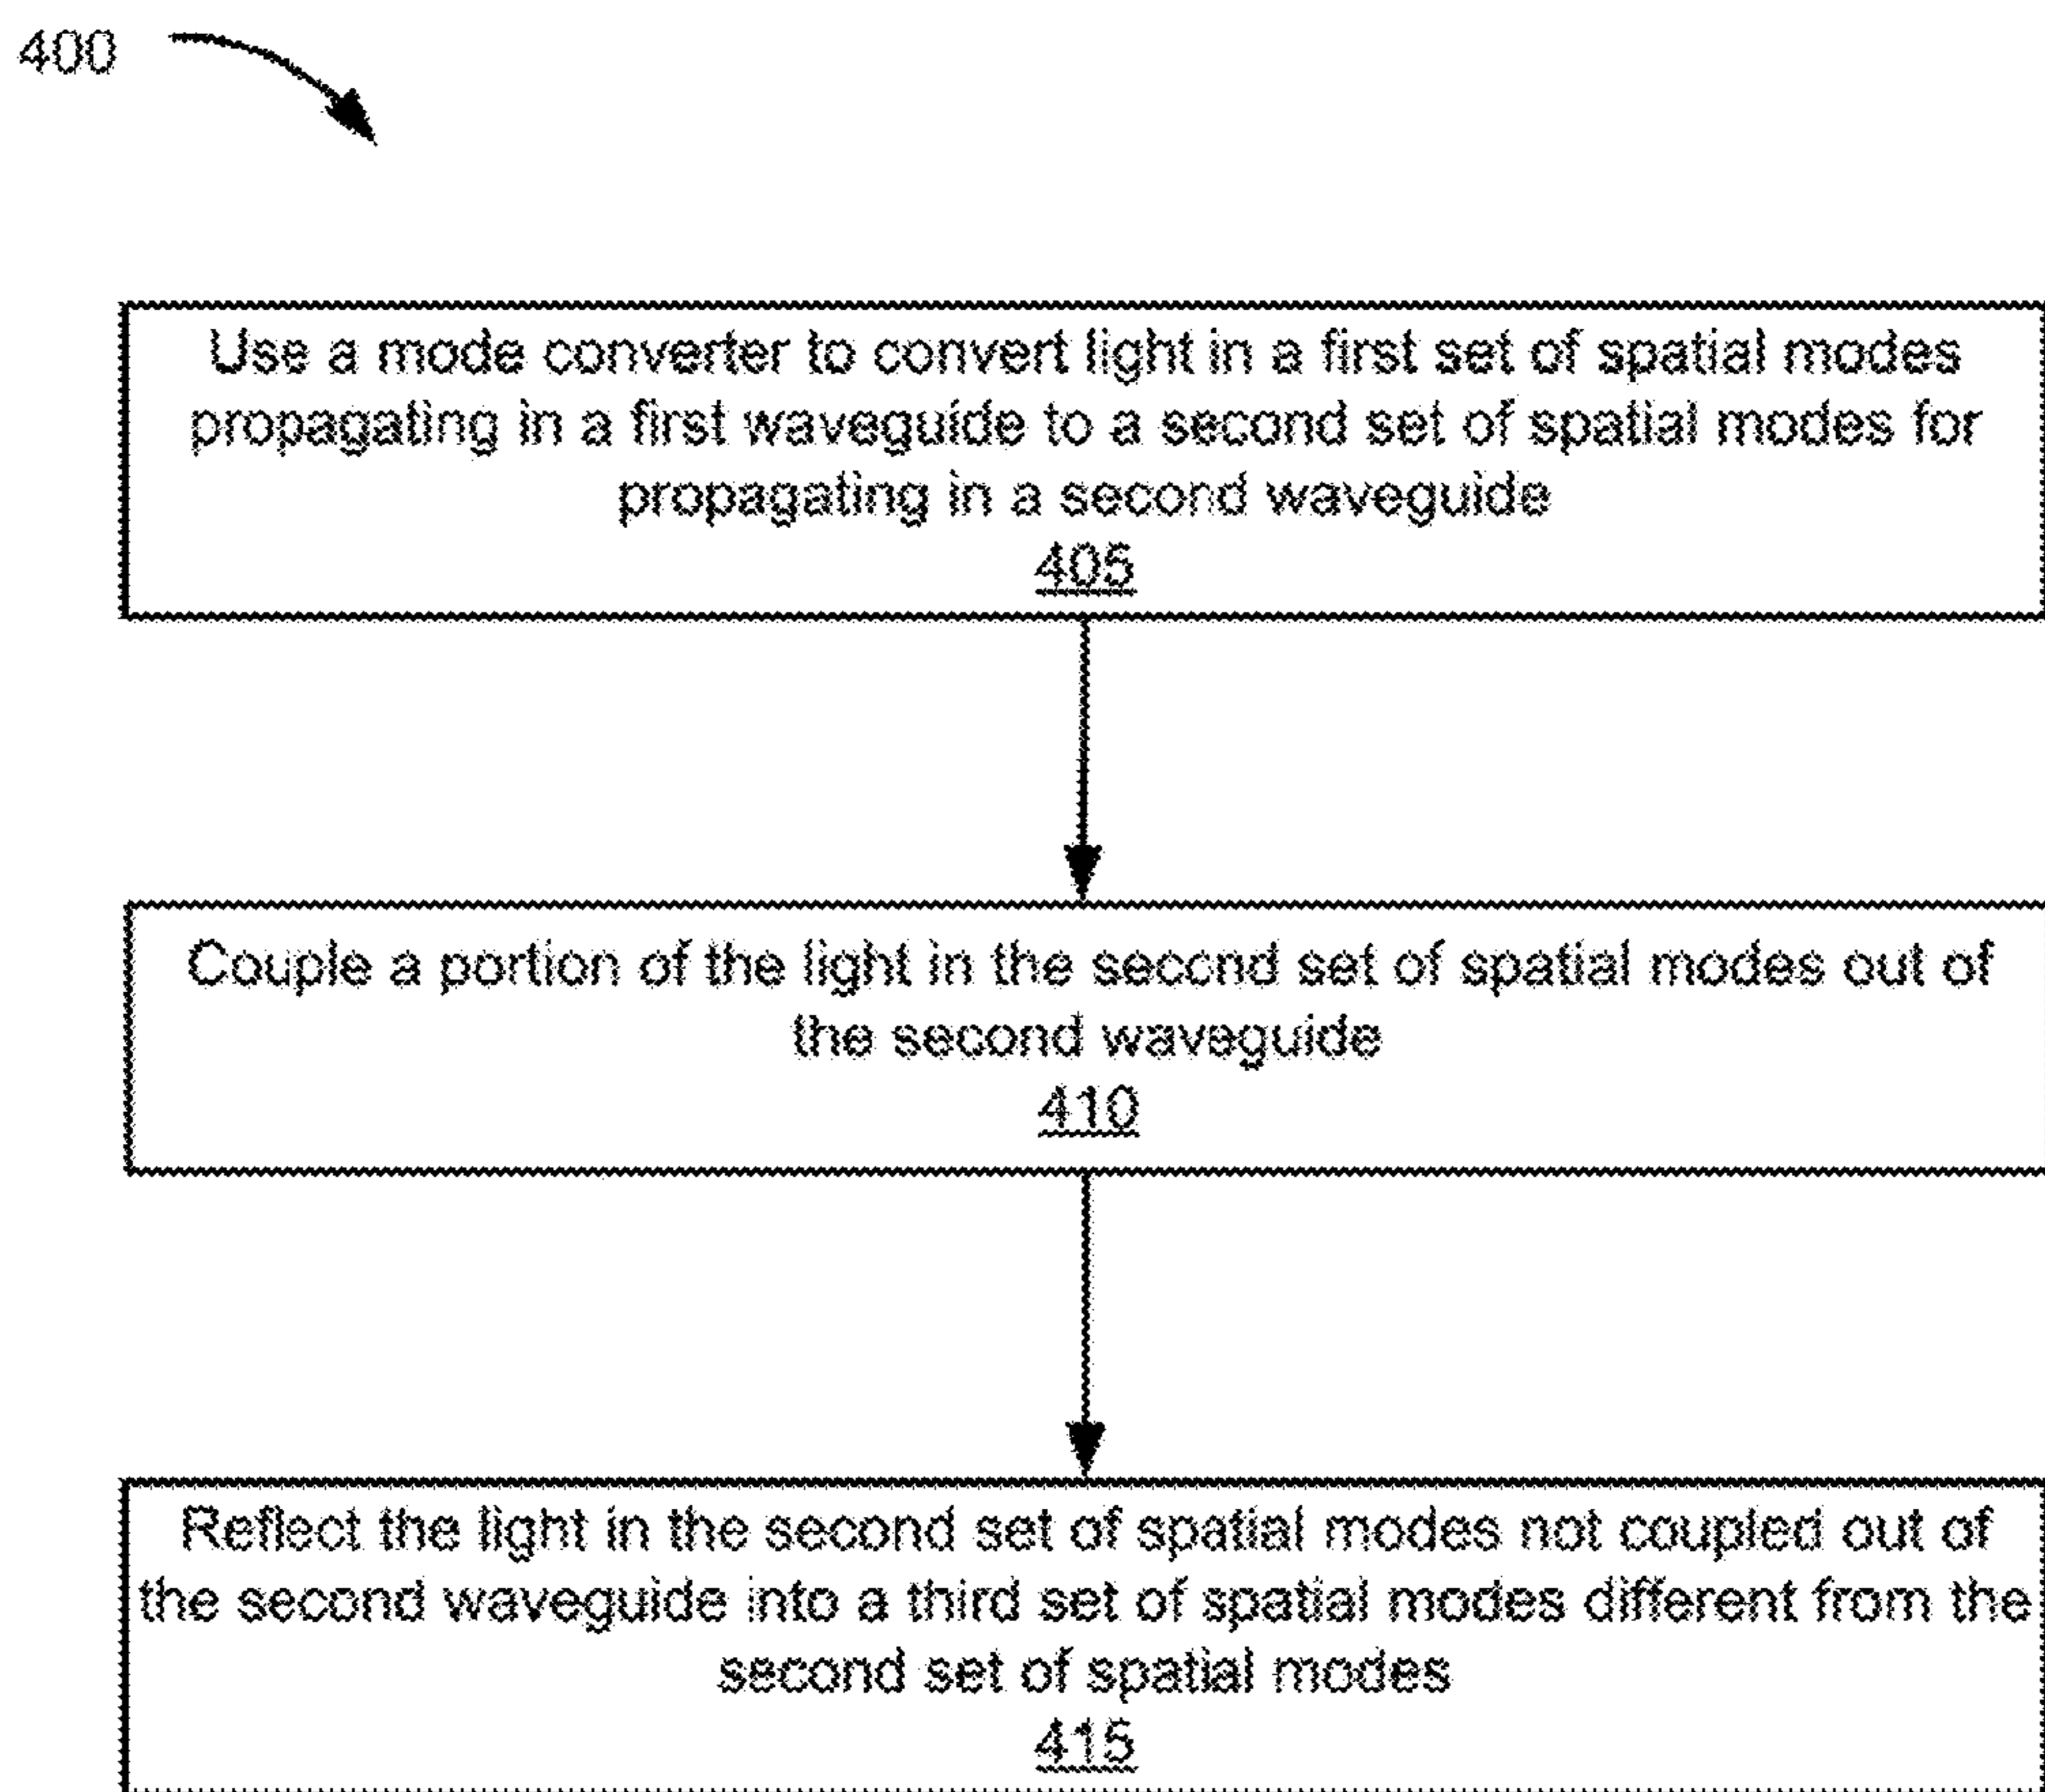 400
Use a mode converter to convert light in a first set of spatial modes
propagating in a first waveguide to a second set of spatial modes for
propagating in a second waveguide
405
Couple a portion of the light in the second set of spatial modes out of
the second waveguide
410
Reflect the light in the second set of spatial modes not coupled out of
the second waveguide into a third set of spatial modes different from the
second set of spatial modes
415